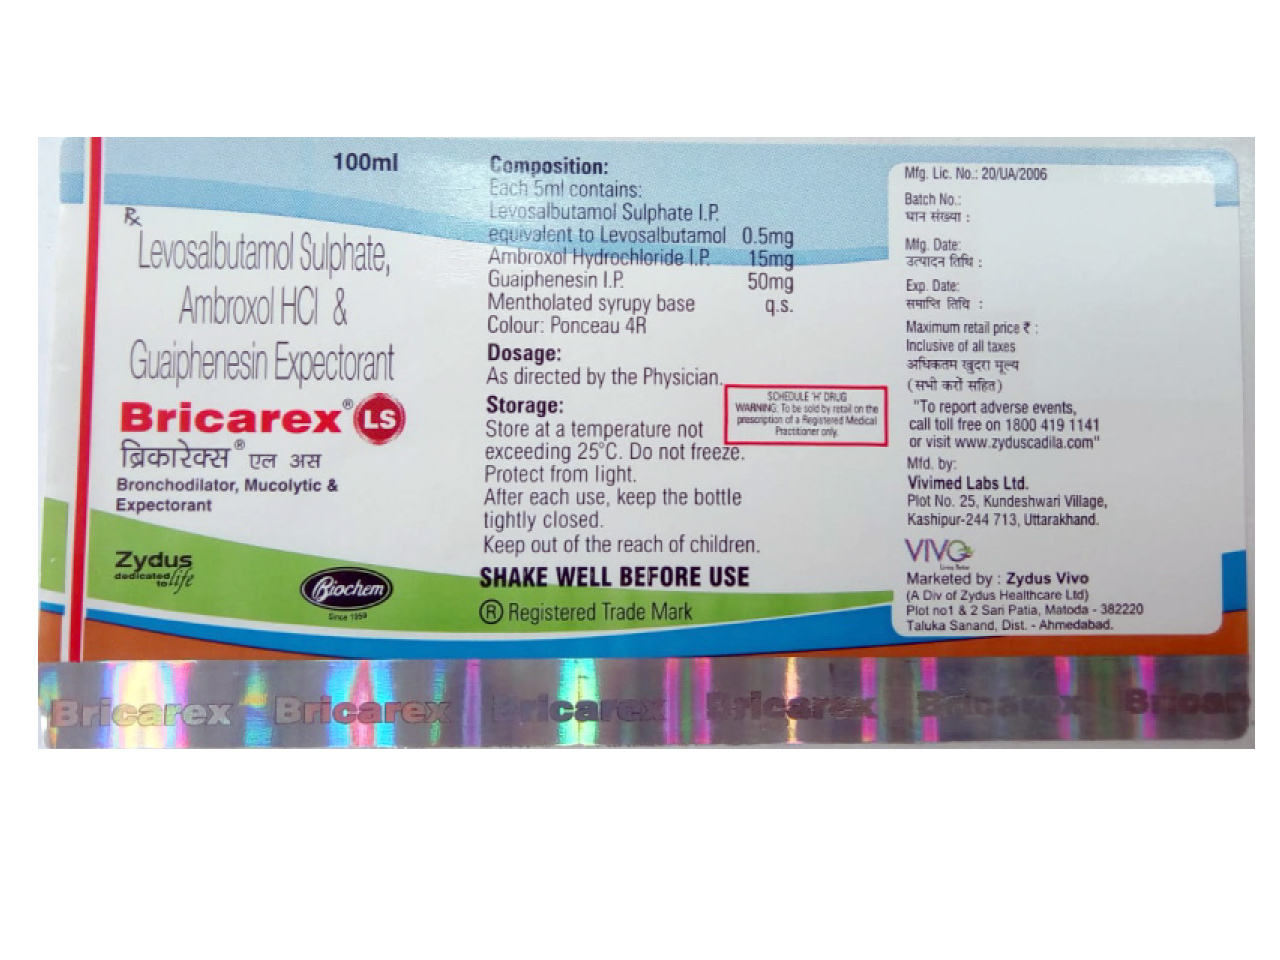 100ml
Rx
Levosalbutamol Sulphate,
Ambroxol HCl &
Guaiphenesin Expectorant
Bricarex® LS
ब्रिकारेक्स® एल अस
Bronchodilator, Mucolytic &
Expectorant
Zydus
dedicated to life
Biochem
Since 1959
Composition:
Each 5ml contains:
Levosalbutamol Sulphate I.P.
equivalent to Levosalbutamol 0.5mg
Ambroxol Hydrochloride I.P. 15mg
Guaiphenesin I.P. 50mg
Mentholated syrupy base q.s.
Colour: Ponceau 4R
Dosage:
As directed by the Physician.
Storage:
Store at a temperature not
exceeding 25°C. Do not freeze.
Protect from light.
After each use, keep the bottle
tightly closed.
Keep out of the reach of children.
SHAKE WELL BEFORE USE
® Registered Trade Mark
SCHEDULE 'H' DRUG
WARNING: To be sold by retail on the
prescription of a Registered Medical
Practitioner only.
Mfg. Lic. No.: 20/UA/2006
Batch No.:
घान संख्या :
Mfg. Date:
उत्पादन तिथि :
Exp. Date:
समाप्ति तिथि :
Maximum retail price ₹ :
Inclusive of all taxes
अधिकतम खुदरा मूल्य
(सभी करों सहित)
"To report adverse events,
call toll free on 1800 419 1141
or visit www.zyduscadila.com"
Mfd. by:
Vivimed Labs Ltd.
Plot No. 25, Kundeshwari Village,
Kashipur-244 713, Uttarakhand.
VIVO
Living Better
Marketed by : Zydus Vivo
(A Div of Zydus Healthcare Ltd)
Plot no1 & 2 Sari Patia, Matoda - 382220
Taluka Sanand, Dist. - Ahmedabad.
Bricarex Bricarex Bricarex Bricarex Bricarex Bricar